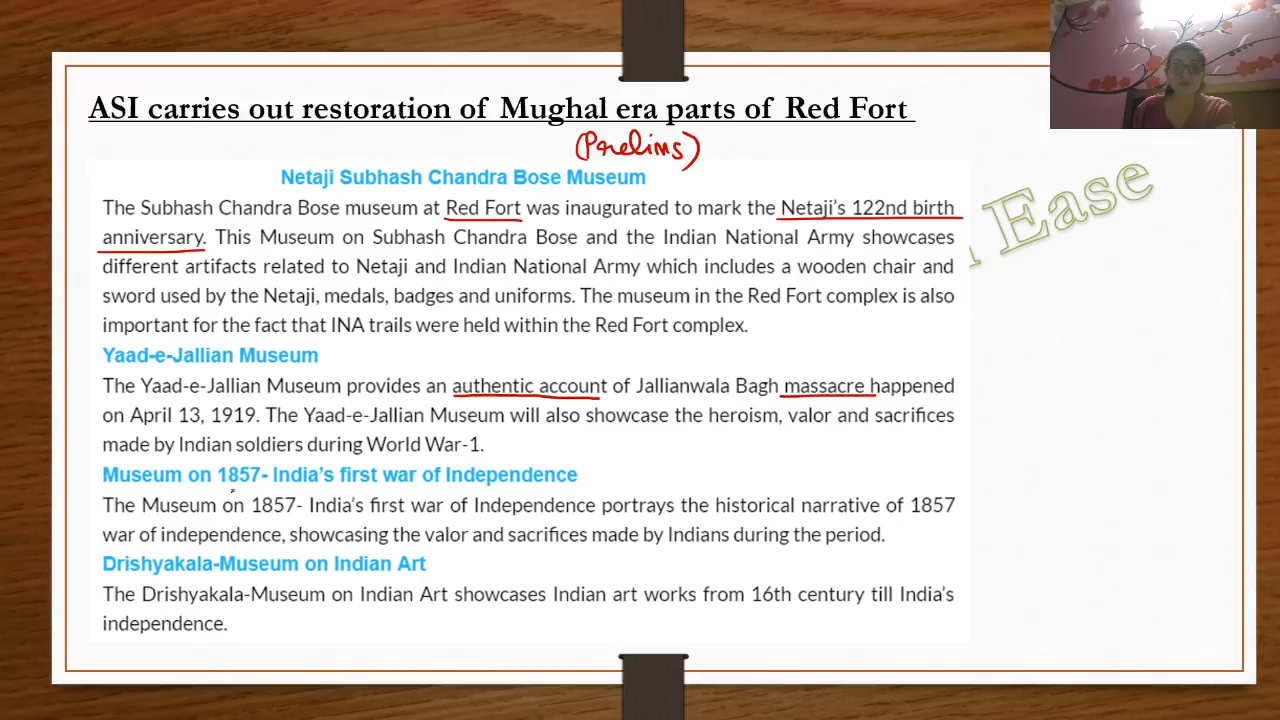 ASI carries out restoration of Mughal era parts of Red Fort
(Prelims)
Netaji Subhash Chandra Bose Museum
The Subhash Chandra Bose museum at Red Fort was inaugurated to mark the Netaji's 122nd birth
anniversary. This Museum on Subhash Chandra Bose and the Indian National Army showcases
different artifacts related to Netaji and Indian National Army which includes a wooden chair and
sword used by the Netaji, medals, badges and uniforms. The museum in the Red Fort complex is also
important for the fact that INA trails were held within the Red Fort complex.
Yaad-e-Jallian Museum
The Yaad-e-Jallian Museum provides an authentic account of Jallianwala Bagh massacre happened
on April 13, 1919. The Yaad-e-Jallian Museum will also showcase the heroism, valor and sacrifices
made by Indian soldiers during World War-1.
Museum on 1857- India's first war of Independence
The Museum on 1857- India's first war of Independence portrays the historical narrative of 1857
war of independence, showcasing the valor and sacrifices made by Indians during the period.
Drishyakala-Museum on Indian Art
The Drishyakala-Museum on Indian Art showcases Indian art works from 16th century till India's
independence.
Ease